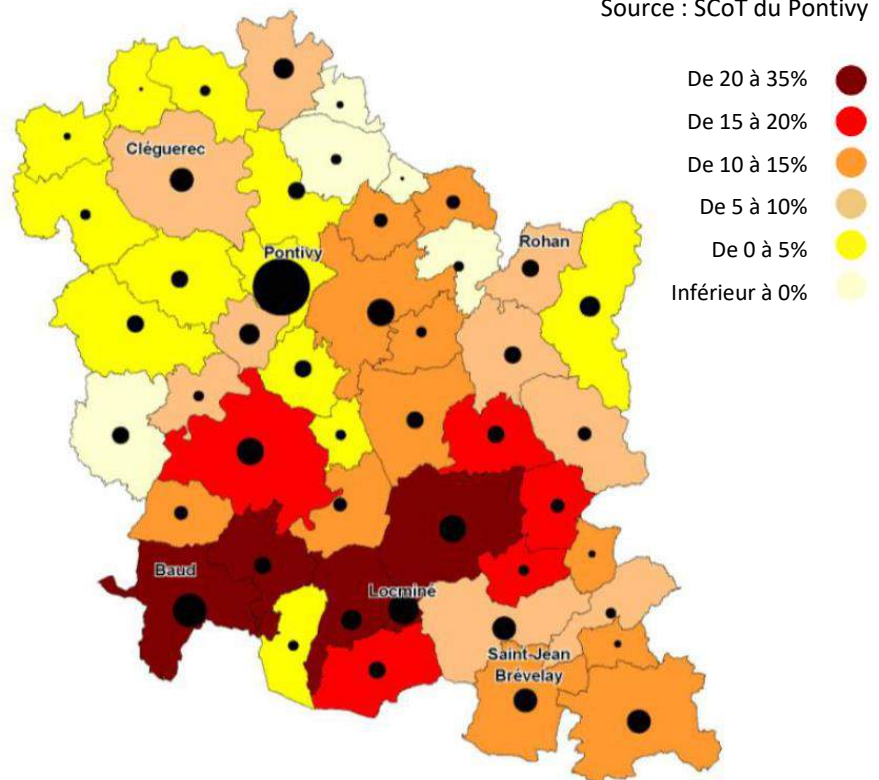 Source : SCoT du Pontivy
De 20 à 35%
De 15 à 20%
De 10 à 15%
De 5 à 10%
De 0 à 5%
Inférieur à 0%
Cléguerec
Rohan
Pontivy
Baud
Locminé
Saint-Jean
Brévelay